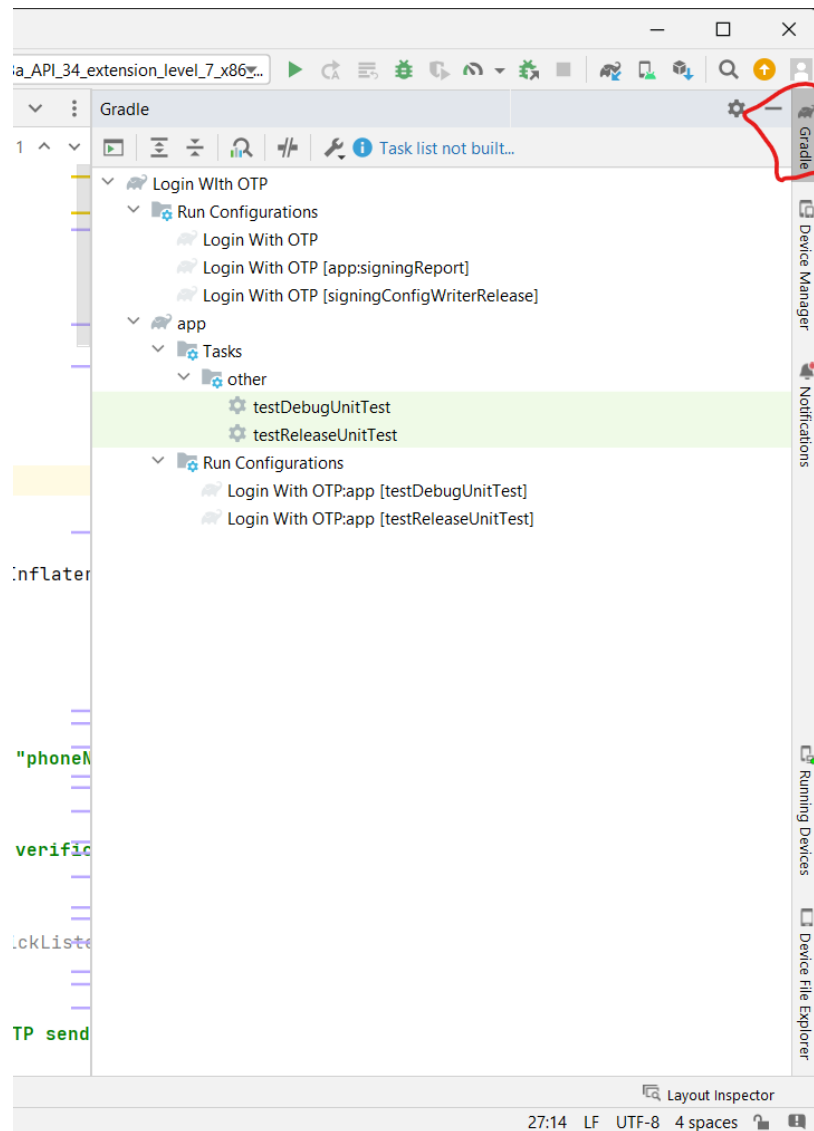 3a_API_34_extension_level_7_x86...
Gradle
1
Task list not built...
Login WIth OTP
Run Configurations
Login With OTP
Login With OTP [app:signingReport]
Login With OTP [signingConfigWriterRelease]
app
Tasks
other
testDebugUnitTest
testReleaseUnitTest
Run Configurations
Login With OTP:app [testDebugUnitTest]
Login With OTP:app [testReleaseUnitTest]
Inflater
"phoneN
verific
ickListe
TP send
Gradle
Device Manager
Notifications
Running Devices
Device File Explorer
Layout Inspector
27:14 LF UTF-8 4 spaces